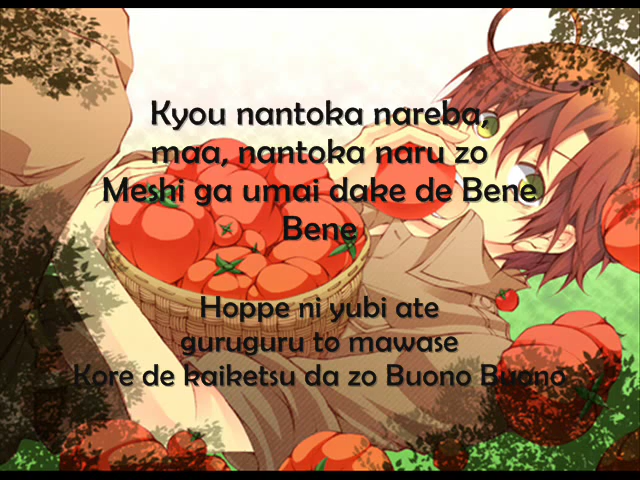 Kyou nantoka nareba,
maa, nantoka naru zo
Meshi ga umai dake de Bene
Bene
Hoppe ni yubi ate
guruguru to mawase
Kore de kaiketsu da zo Buono Buono